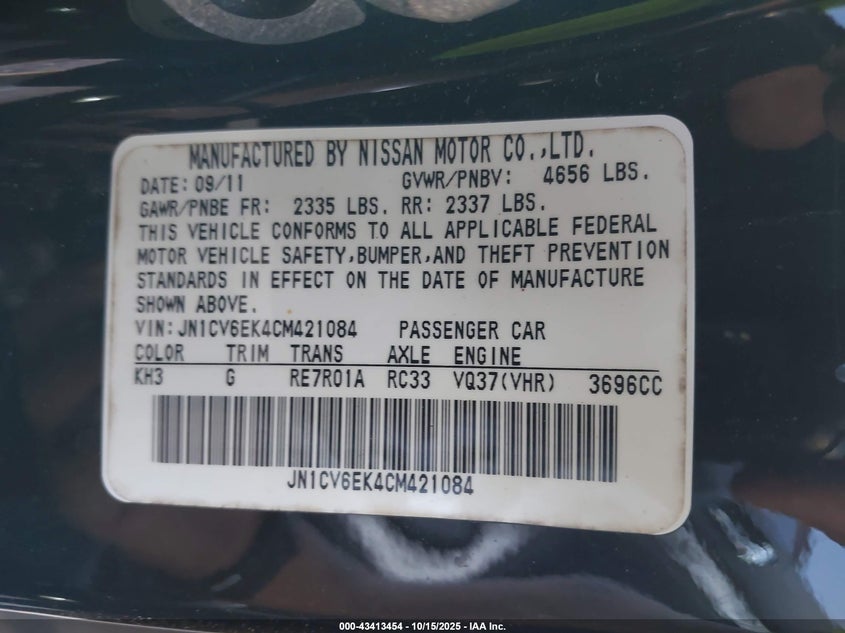 MANUFACTURED BY NISSAN MOTOR CO.,LTD.
DATE: 09/11 GVWR/PNBV: 4656 LBS.
GAWR/PNBE FR: 2335 LBS. RR: 2337 LBS.
THIS VEHICLE CONFORMS TO ALL APPLICABLE FEDERAL
MOTOR VEHICLE SAFETY,BUMPER,AND THEFT PREVENTION
STANDARDS IN EFFECT ON THE DATE OF MANUFACTURE
SHOWN ABOVE.
VIN: JN1CV6EK4CM421084 PASSENGER CAR
COLOR TRIM TRANS AXLE ENGINE
KH3 G RE7R01A RC33 VQ37(VHR) 3696CC
JN1CV6EK4CM421084
000-43413454 - 10/15/2025 - IAA Inc.